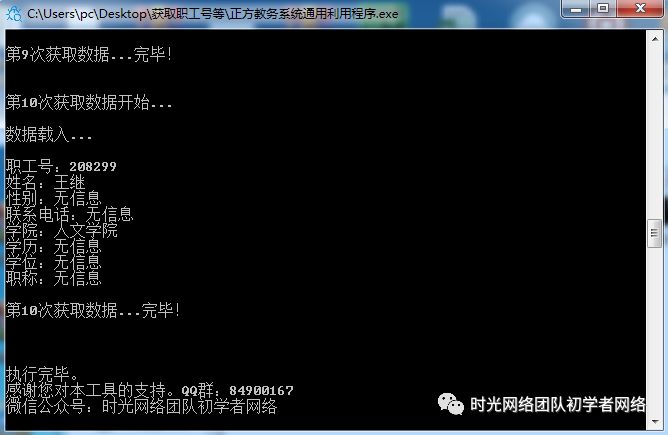 C:\Users\pc\Desktop\获取职工号等\正方教务系统通用利用程序.exe
第9次获取数据...完毕!
第10次获取数据开始...
数据载入...
职工号：208299
姓名：王继
性别：无信息
联系电话：无信息
学院：人文学院
学历：无信息
学位：无信息
职称：无信息
第10次获取数据...完毕!
执行完毕。
感谢您对本工具的支持。QQ群：84900167
微信公众号：时光网络团队初学者网络
时光网络团队初学者网络